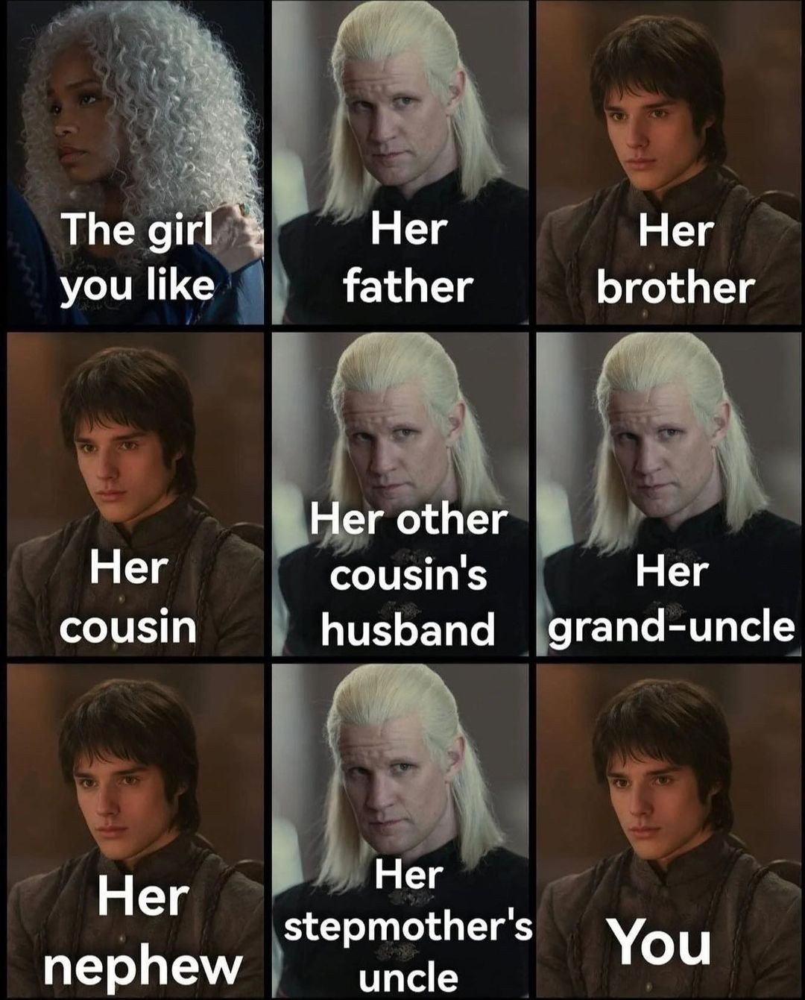 The girl
you like
Her
father
Her
brother
Her
cousin
Her other
cousin's
husband
Her
grand-uncle
Her
nephew
Her
stepmother's
uncle
You